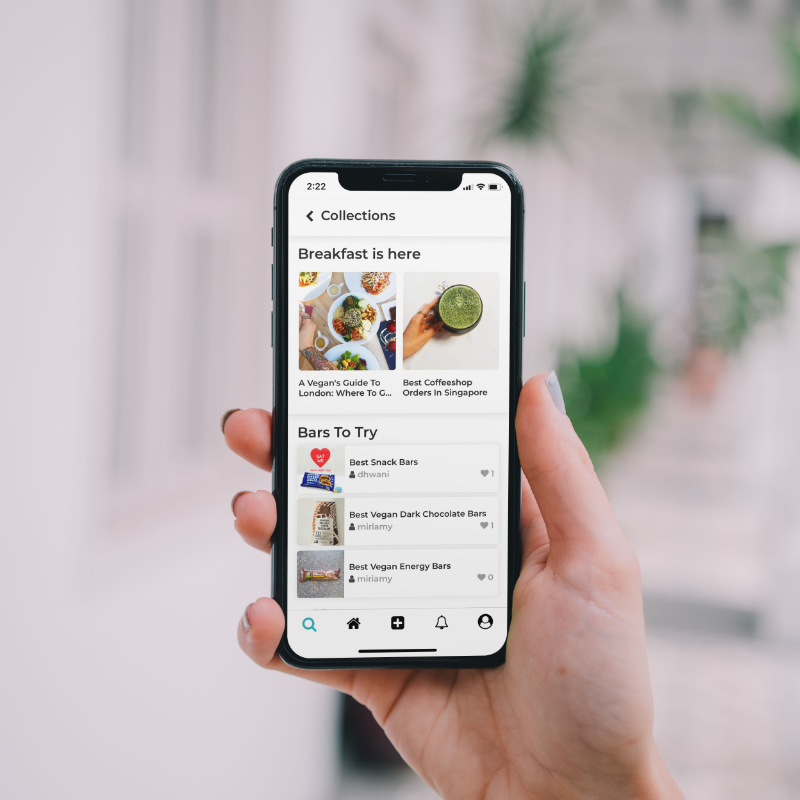 2:22
Collections
Breakfast is here
A Vegan's Guide To
London: Where To G...
Best Coffeeshop
Orders In Singapore
Bars To Try
EAT
ME
Best Snack Bars
dhwani
1
Best Vegan Dark Chocolate Bars
miriamy
1
Best Vegan Energy Bars
miriamy
0